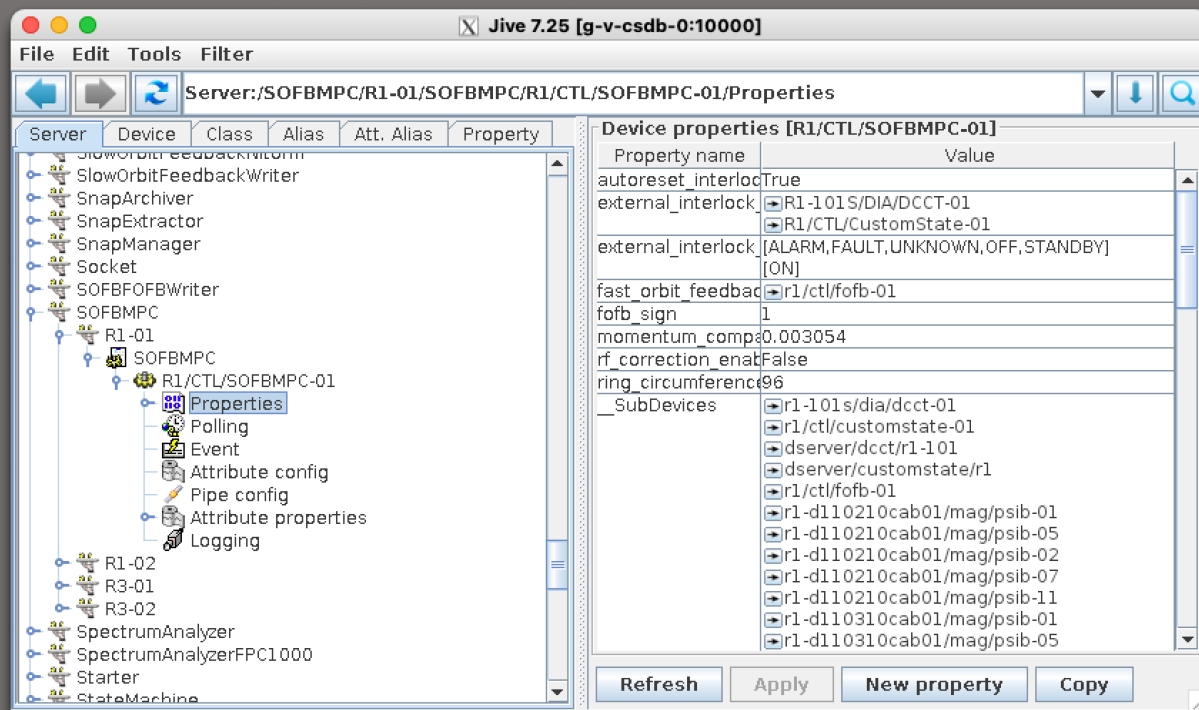 Jive 7.25 [g-v-csdb-0:10000]
File Edit Tools Filter
Server:/SOFBMPC/R1-01/SOFBMPC/R1/CTL/SOFBMPC-01/Properties
Server Device Class Alias Att. Alias Property
SlowOrbitFeedbackWriter
SnapArchiver
SnapExtractor
SnapManager
Socket
SOFBFOFBWriter
SOFBMPC
R1-01
SOFBMPC
R1/CTL/SOFBMPC-01
Properties
Polling
Event
Attribute config
Pipe config
Attribute properties
Logging
R1-02
R3-01
R3-02
SpectrumAnalyzer
SpectrumAnalyzerFPC1000
Starter
StateMachine
Device properties [R1/CTL/SOFBMPC-01]
Property name Value
autoreset_interloc True
external_interlock_ R1-101S/DIA/DCCT-01
R1/CTL/CustomState-01
external_interlock_ [ALARM,FAULT,UNKNOWN,OFF,STANDBY]
[ON]
fast_orbit_feedbac r1/ctl/fofb-01
fofb_sign 1
momentum_compa 0.003054
rf_correction_enab False
ring_circumference 96
__SubDevices r1-101s/dia/dcct-01
r1/ctl/customstate-01
dserver/dcct/r1-101
dserver/customstate/r1
r1/ctl/fofb-01
r1-d110210cab01/mag/psib-01
r1-d110210cab01/mag/psib-05
r1-d110210cab01/mag/psib-02
r1-d110210cab01/mag/psib-07
r1-d110210cab01/mag/psib-11
r1-d110310cab01/mag/psib-01
r1-d110310cab01/mag/psib-05
Refresh Apply New property Copy